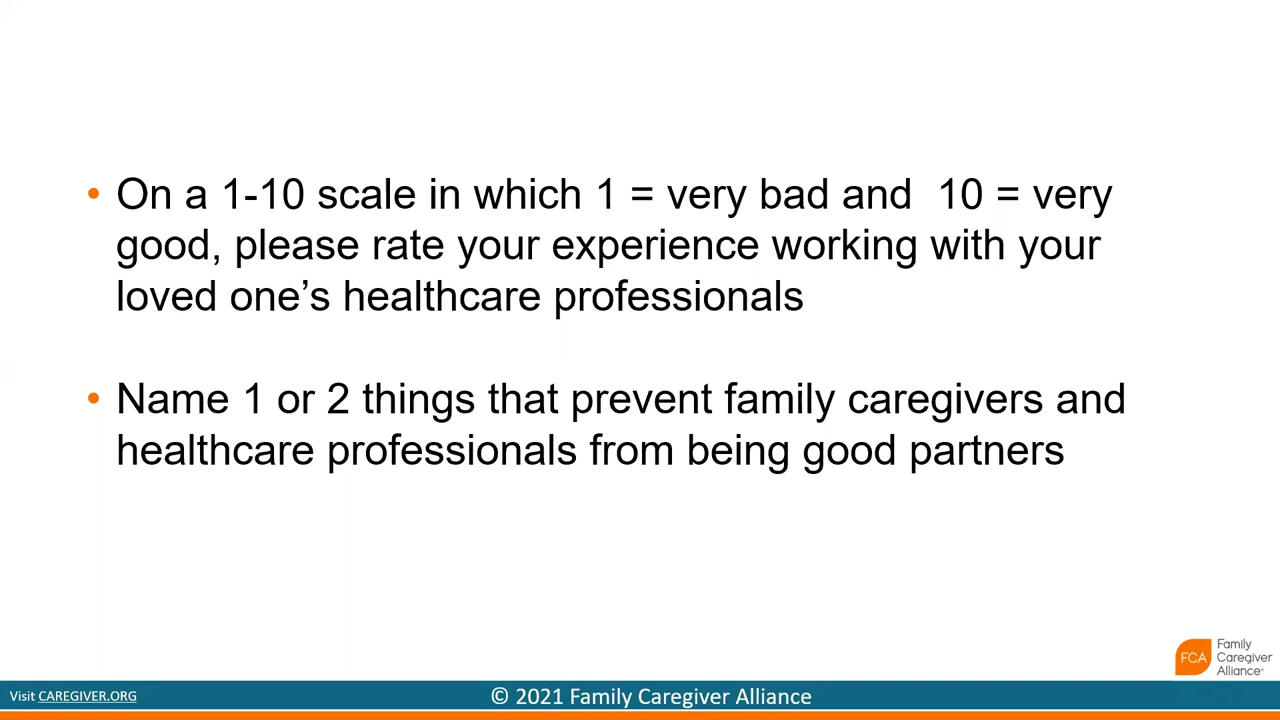 • On a 1-10 scale in which 1 = very bad and  10 = very
good, please rate your experience working with your
loved one’s healthcare professionals
• Name 1 or 2 things that prevent family caregivers and
healthcare professionals from being good partners
FCA
Family
Caregiver
Alliance
Visit CAREGIVER.ORG
© 2021 Family Caregiver Alliance